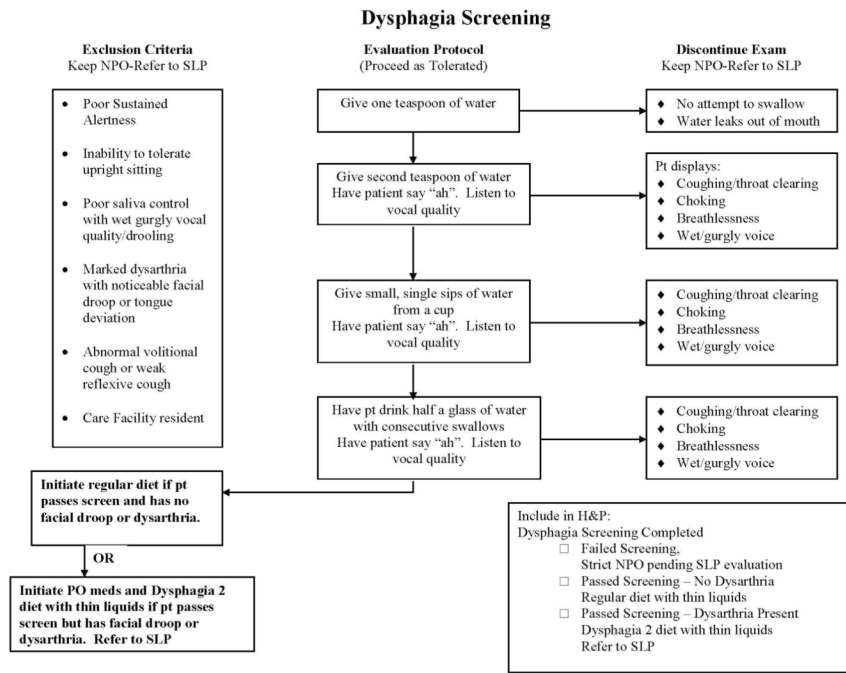 Dysphagia Screening
Exclusion Criteria
Keep NPO-Refer to SLP
• Poor Sustained
Alertness
• Inability to tolerate
upright sitting
• Poor saliva control
with wet gurgly vocal
quality/drooling
• Marked dysarthria
with noticeable facial
droop or tongue
deviation
• Abnormal volitional
cough or weak
reflexive cough
• Care Facility resident
Evaluation Protocol
(Proceed as Tolerated)
Give one teaspoon of water
Give second teaspoon of water
Have patient say “ah”. Listen to
vocal quality
Give small, single sips of water
from a cup
Have patient say “ah”. Listen to
vocal quality
Have pt drink half a glass of water
with consecutive swallows
Have patient say “ah”. Listen to
vocal quality
Discontinue Exam
Keep NPO-Refer to SLP
♦ No attempt to swallow
♦ Water leaks out of mouth
Pt displays:
♦ Coughing/throat clearing
♦ Choking
♦ Breathlessness
♦ Wet/gurgly voice
♦ Coughing/throat clearing
♦ Choking
♦ Breathlessness
♦ Wet/gurgly voice
♦ Coughing/throat clearing
♦ Choking
♦ Breathlessness
♦ Wet/gurgly voice
Initiate regular diet if pt
passes screen and has no
facial droop or dysarthria.
OR
Initiate PO meds and Dysphagia 2
diet with thin liquids if pt passes
screen but has facial droop or
dysarthria. Refer to SLP
Include in H&P:
Dysphagia Screening Completed
□ Failed Screening,
Strict NPO pending SLP evaluation
□ Passed Screening – No Dysarthria
Regular diet with thin liquids
□ Passed Screening – Dysarthria Present
Dysphagia 2 diet with thin liquids
Refer to SLP